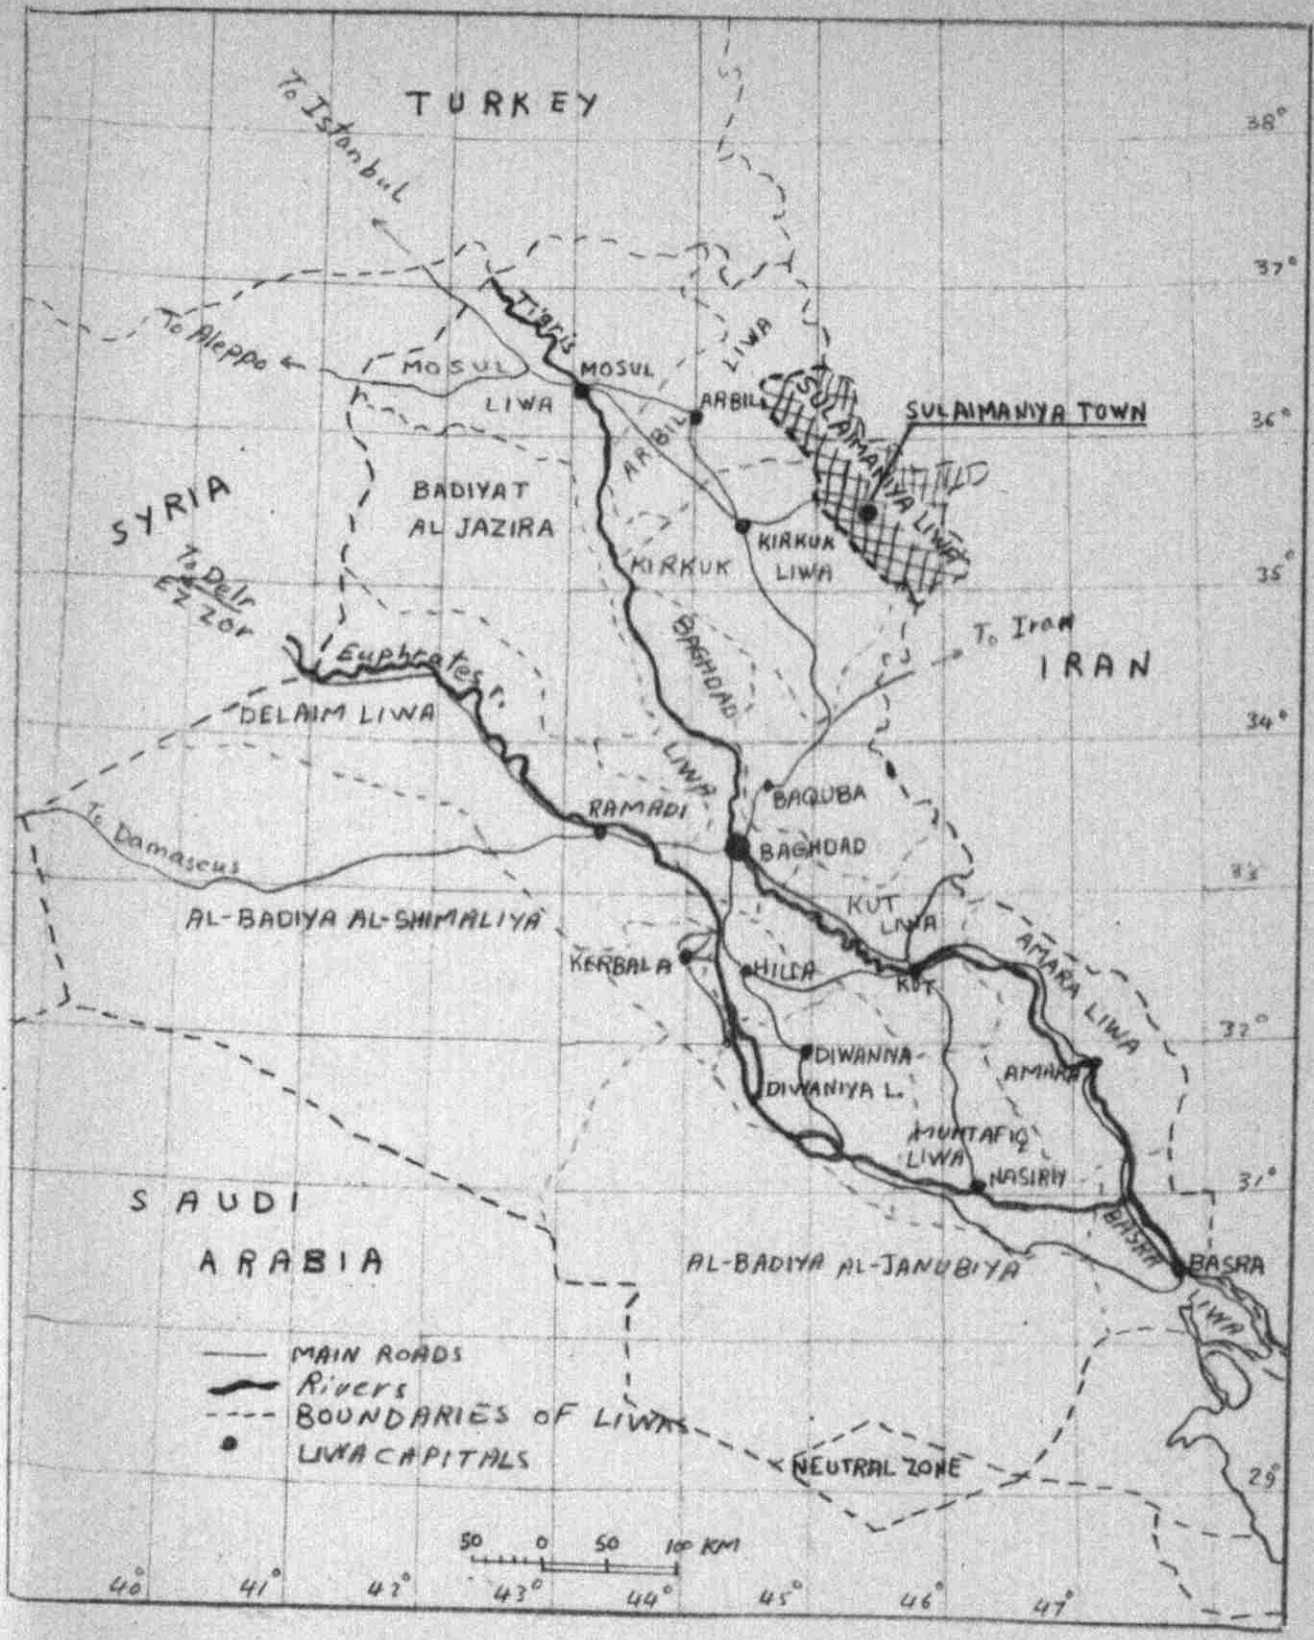 TURKEY
To Istanbul
38°
37°
Tigris
LIWA
To Aleppo
MOSUL
LIWA
MOSUL
ARBIL
ARBIL
SULAIMANIYA LIWA
SULAIMANIYA TOWN
36°
SYRIA
BADIYAT
AL JAZIRA
KIRKUK
KIRKUK
LIWA
35°
To Deir
EZ Zor
Euphrates r.
BAGHDAD
LIWA
To Iran
IRAN
DELAIM LIWA
34°
RAMADI
BAQUBA
To Damascus
BAGHDAD
33°
KUT
LIWA
AL-BADIYA AL-SHIMALIYA
AMARA LIWA
KERBALA
HILLA
KUT
32°
DIWANIYA
DIWANIYA L.
AMARA
MUNTAFIQ
LIWA
NASIRIY
31°
SAUDI
ARABIA
BASRA
LIWA
BASRA
AL-BADIYA AL-JANUBIYA
MAIN ROADS
Rivers
BOUNDARIES OF LIWAS
LIWA CAPITALS
NEUTRAL ZONE
29°
50 0 50 100 KM
40° 41° 42° 43° 44° 45° 46° 47°